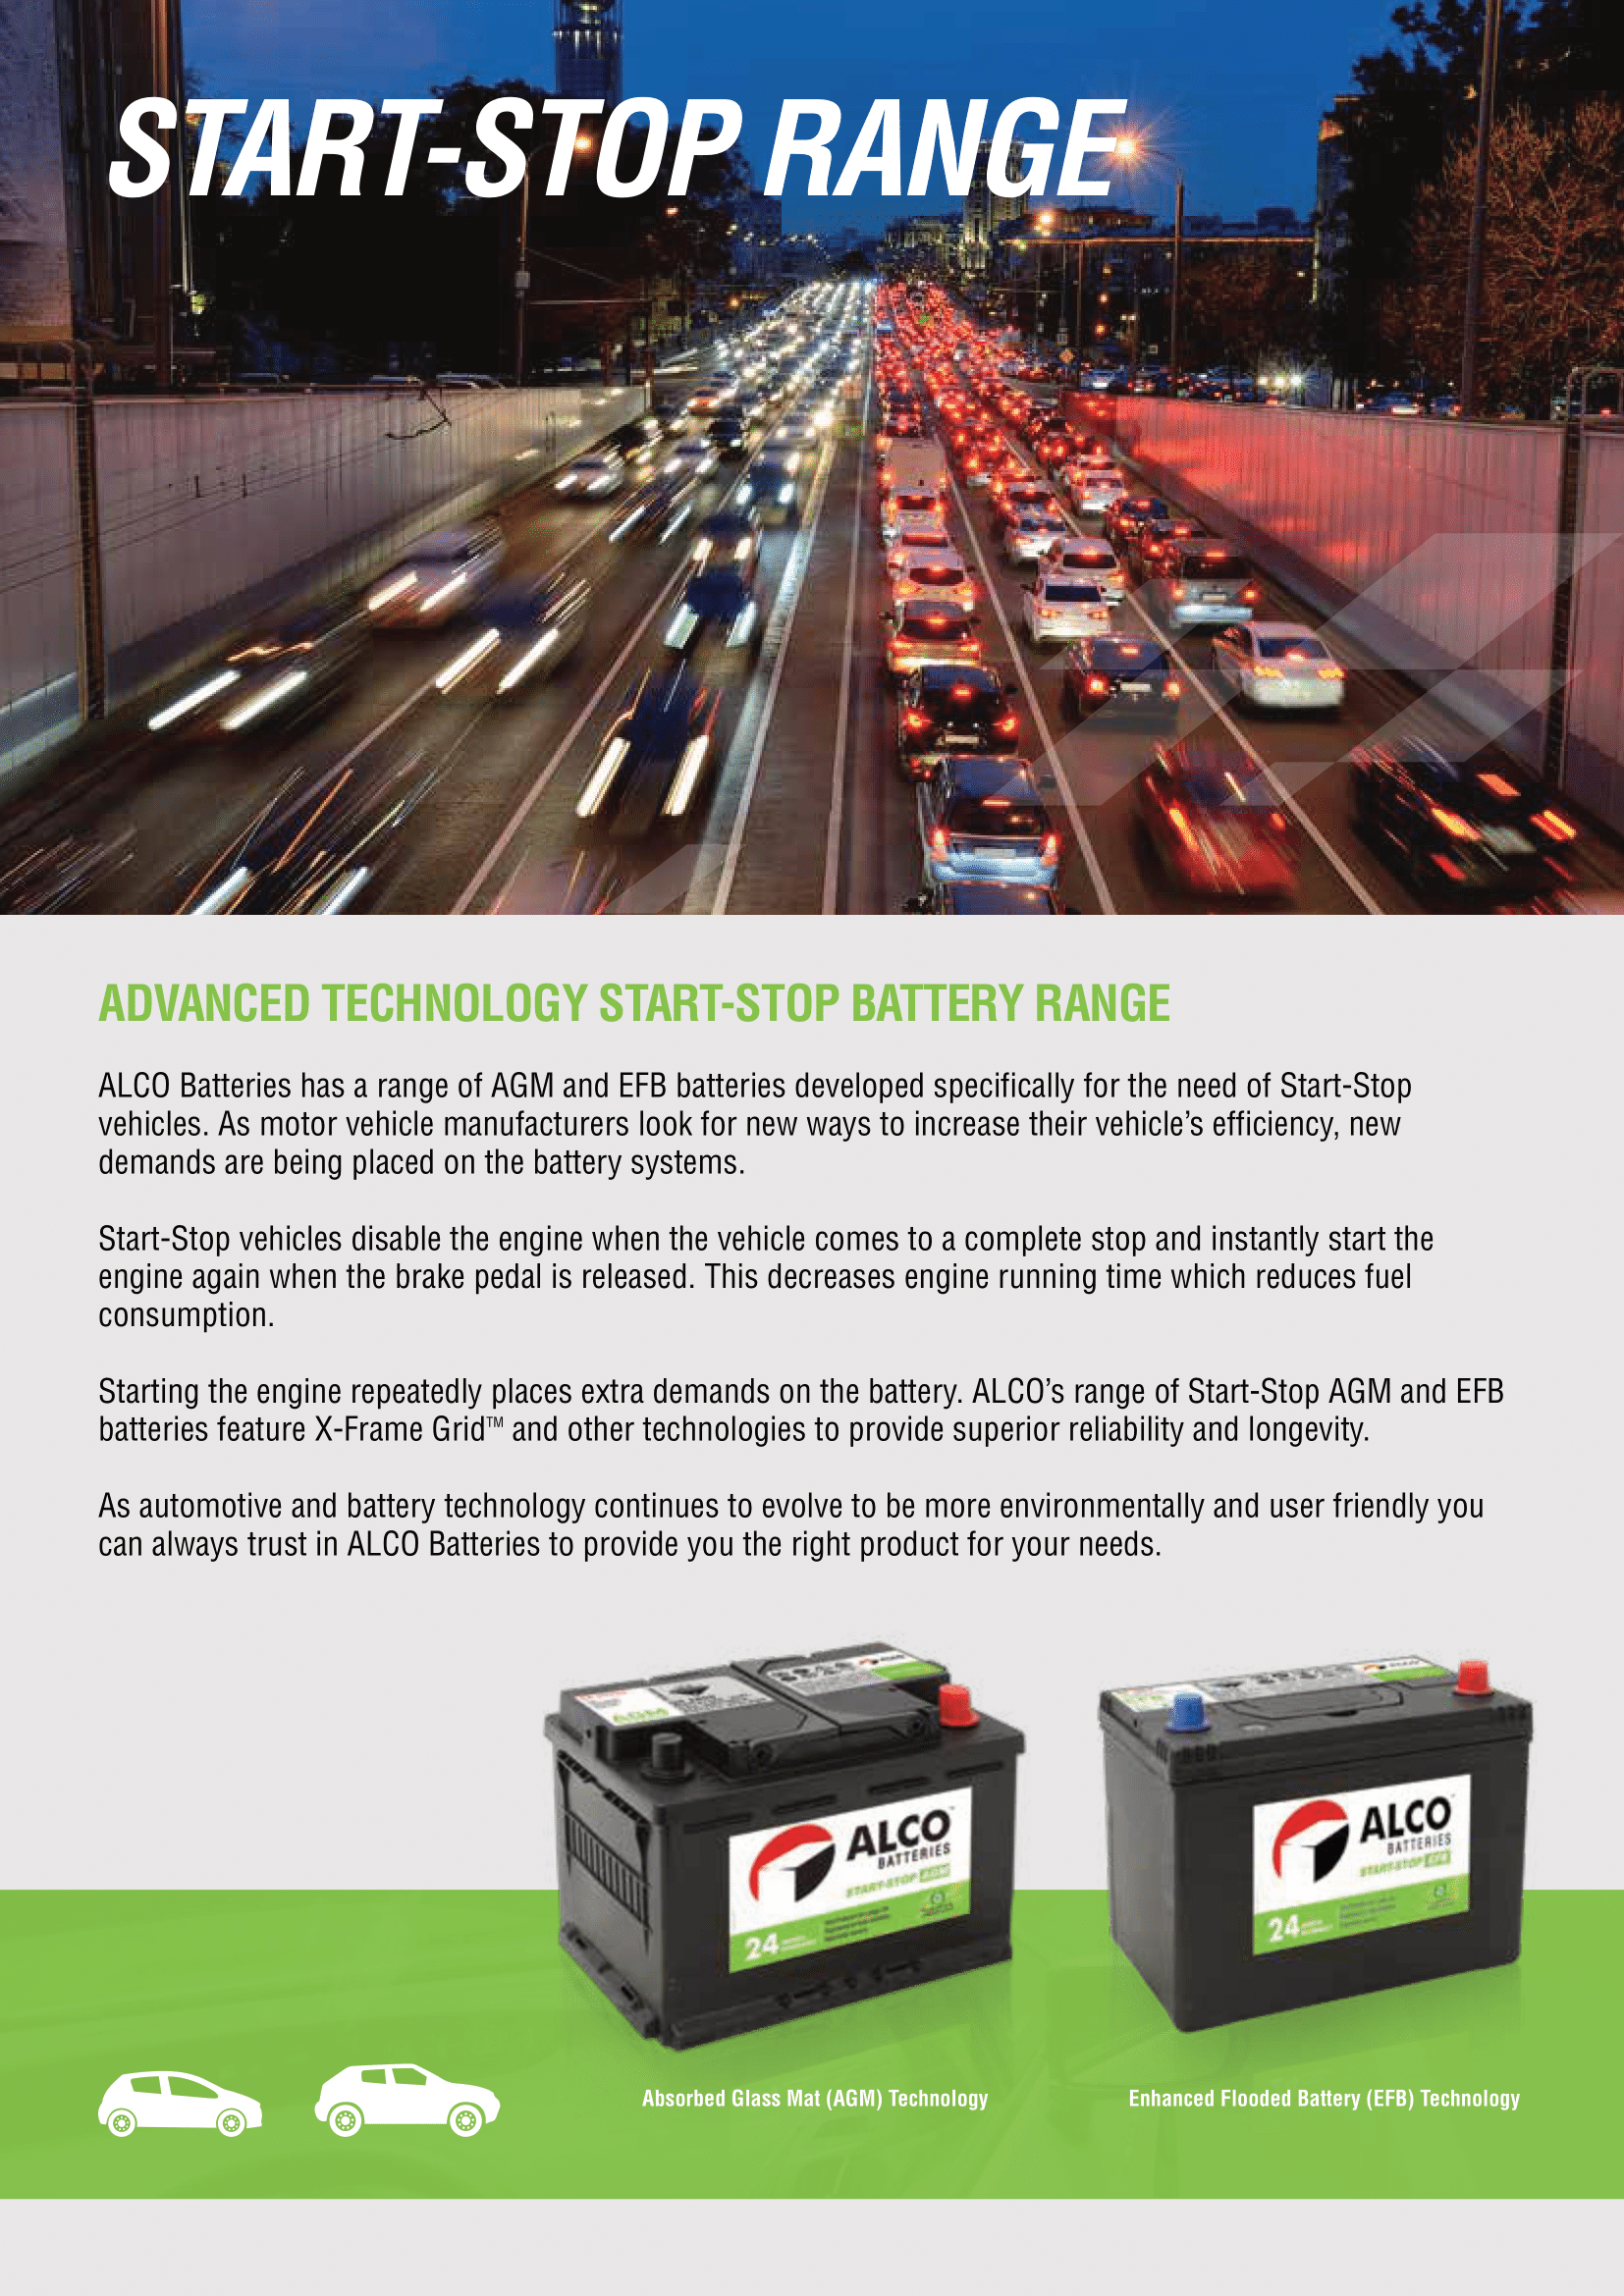 START-STOP RANGE
ADVANCED TECHNOLOGY START-STOP BATTERY RANGE
ALCO Batteries has a range of AGM and EFB batteries developed specifically for the need of Start-Stop
vehicles. As motor vehicle manufacturers look for new ways to increase their vehicle’s efficiency, new
demands are being placed on the battery systems.
Start-Stop vehicles disable the engine when the vehicle comes to a complete stop and instantly start the
engine again when the brake pedal is released. This decreases engine running time which reduces fuel
consumption.
Starting the engine repeatedly places extra demands on the battery. ALCO’s range of Start-Stop AGM and EFB
batteries feature X-Frame Grid™ and other technologies to provide superior reliability and longevity.
As automotive and battery technology continues to evolve to be more environmentally and user friendly you
can always trust in ALCO Batteries to provide you the right product for your needs.
AGM
ALCO
BATTERIES
START-STOP AGM
24
ALCO
ALCO
BATTERIES
START-STOP EFB
24
Absorbed Glass Mat (AGM) Technology
Enhanced Flooded Battery (EFB) Technology